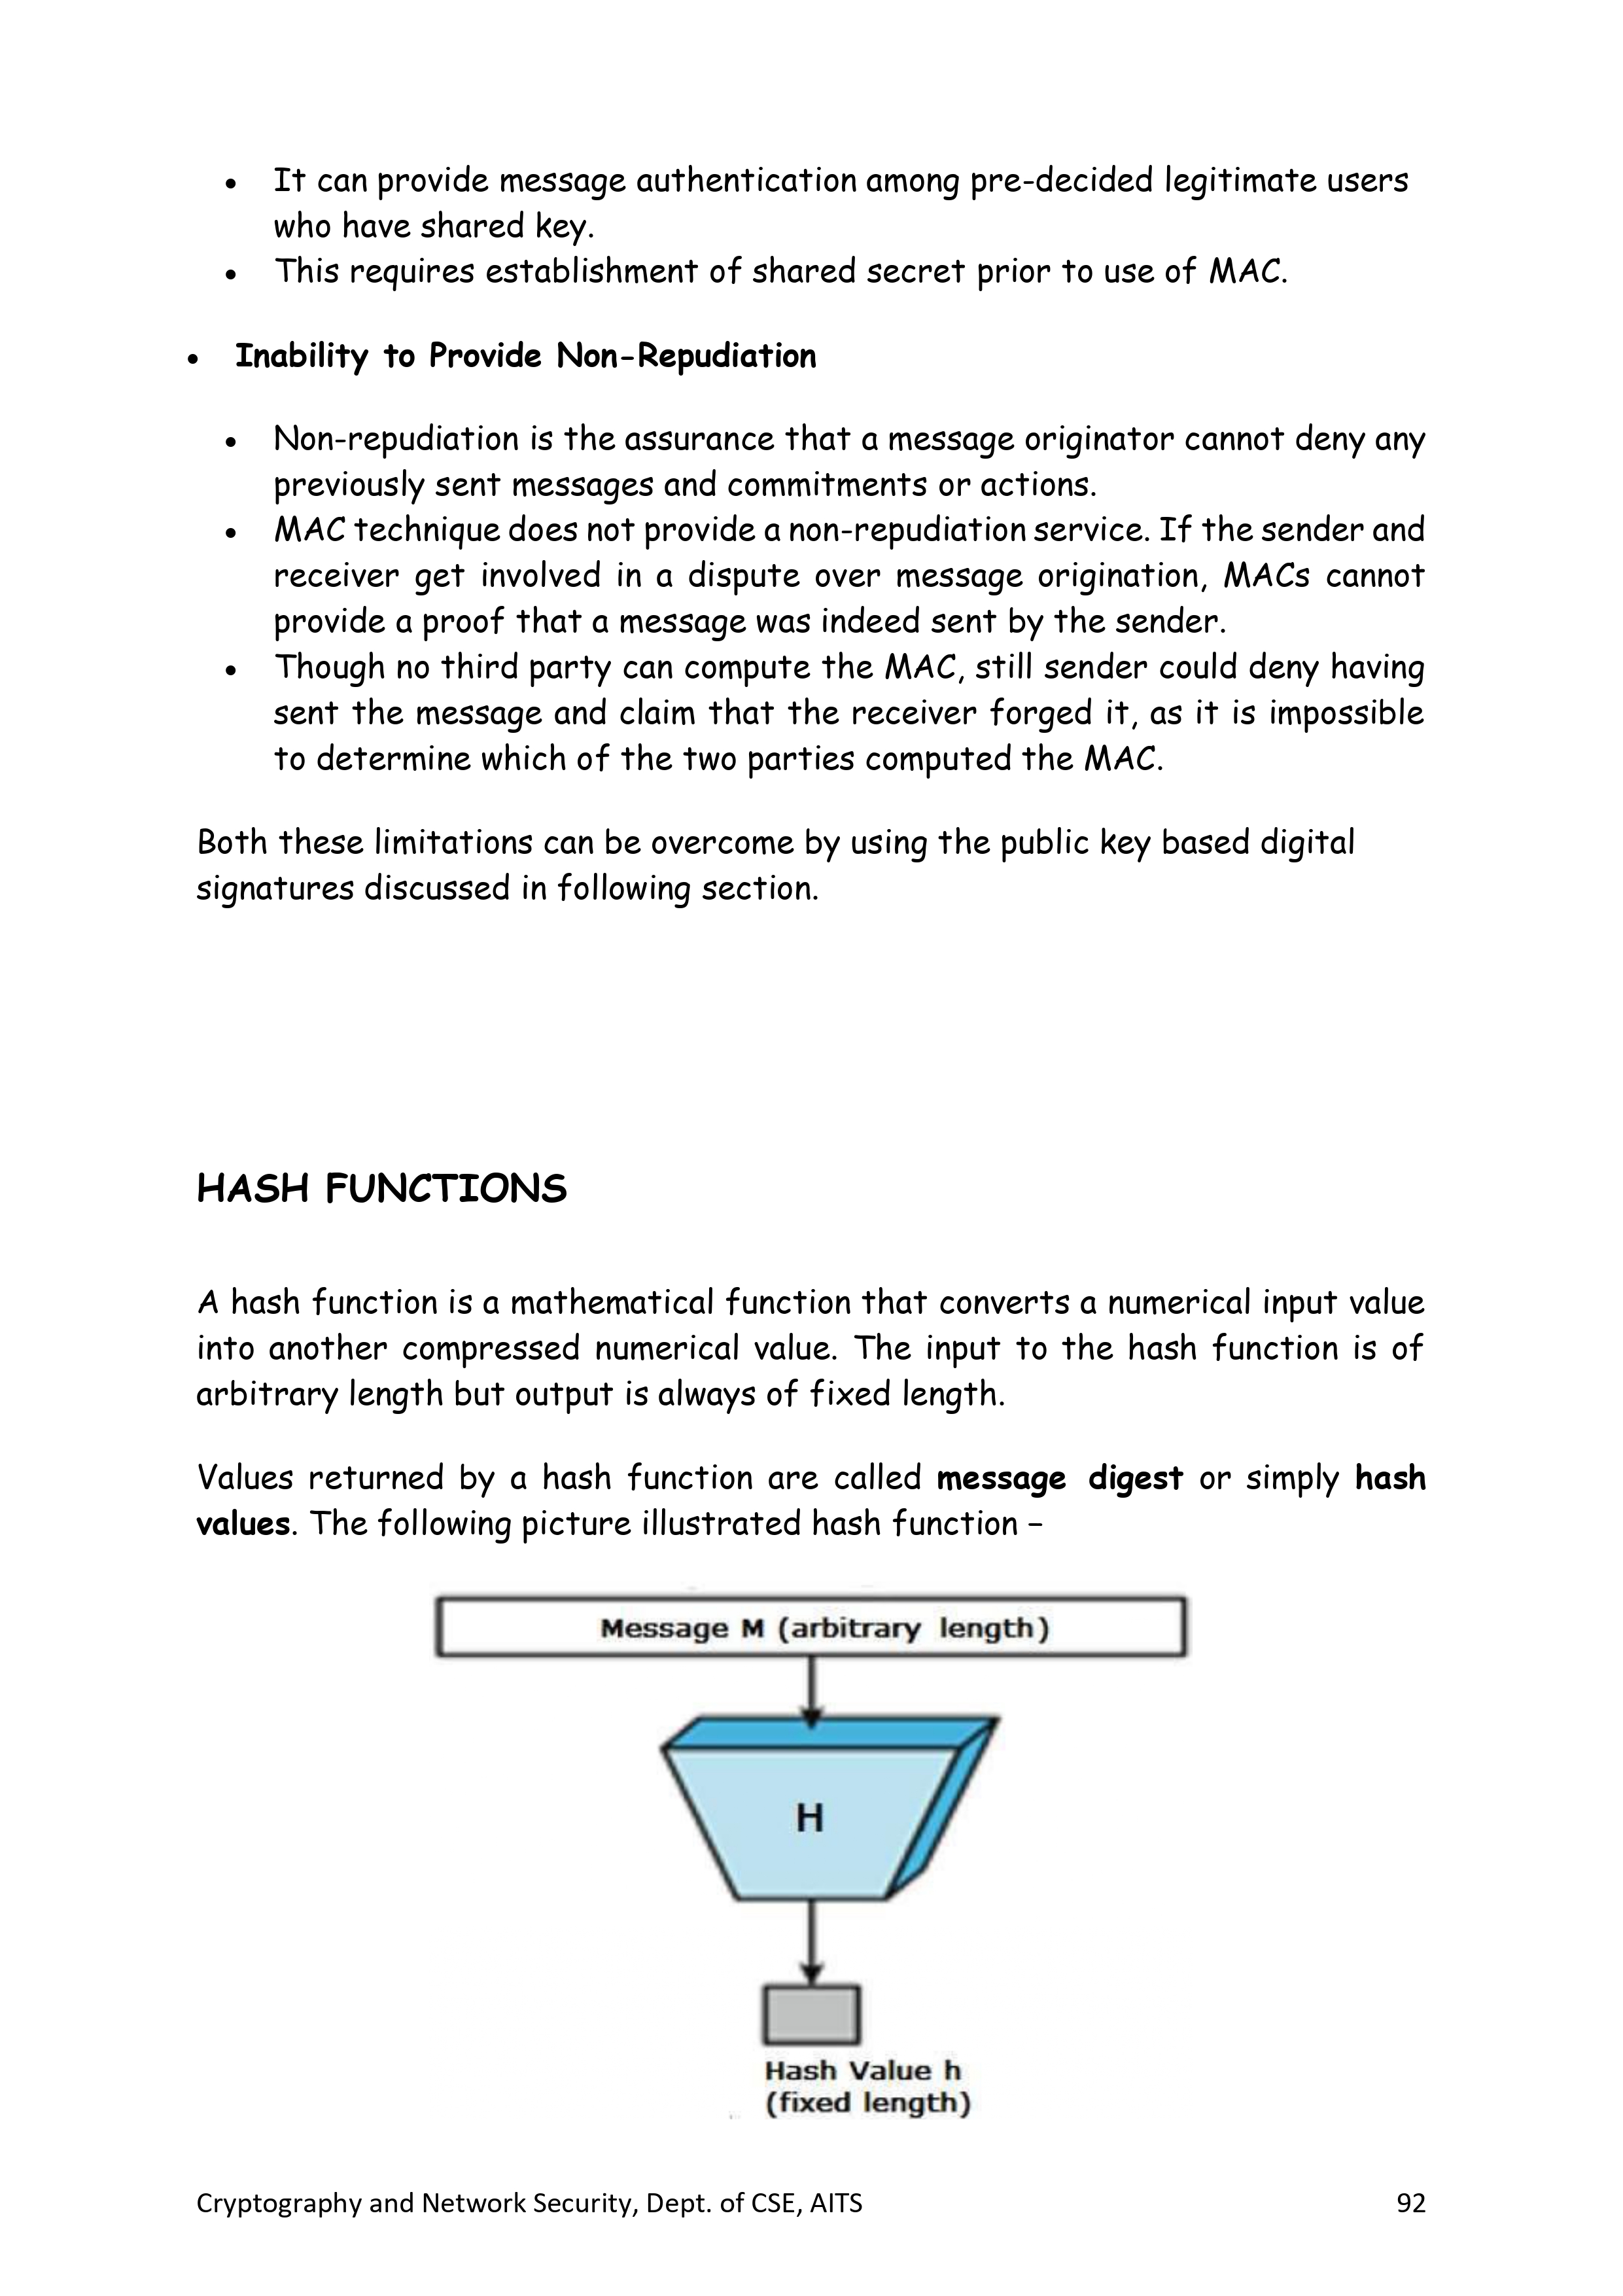 • It can provide message authentication among pre-decided legitimate users
who have shared key.
• This requires establishment of shared secret prior to use of MAC.
• Inability to Provide Non-Repudiation
• Non-repudiation is the assurance that a message originator cannot deny any
previously sent messages and commitments or actions.
• MAC technique does not provide a non-repudiation service. If the sender and
receiver get involved in a dispute over message origination, MACs cannot
provide a proof that a message was indeed sent by the sender.
• Though no third party can compute the MAC, still sender could deny having
sent the message and claim that the receiver forged it, as it is impossible
to determine which of the two parties computed the MAC.
Both these limitations can be overcome by using the public key based digital
signatures discussed in following section.
HASH FUNCTIONS
A hash function is a mathematical function that converts a numerical input value
into another compressed numerical value. The input to the hash function is of
arbitrary length but output is always of fixed length.
Values returned by a hash function are called message digest or simply hash
values. The following picture illustrated hash function –
Message M (arbitrary length)
H
Hash Value h
(fixed length)
Cryptography and Network Security, Dept. of CSE, AITS 92